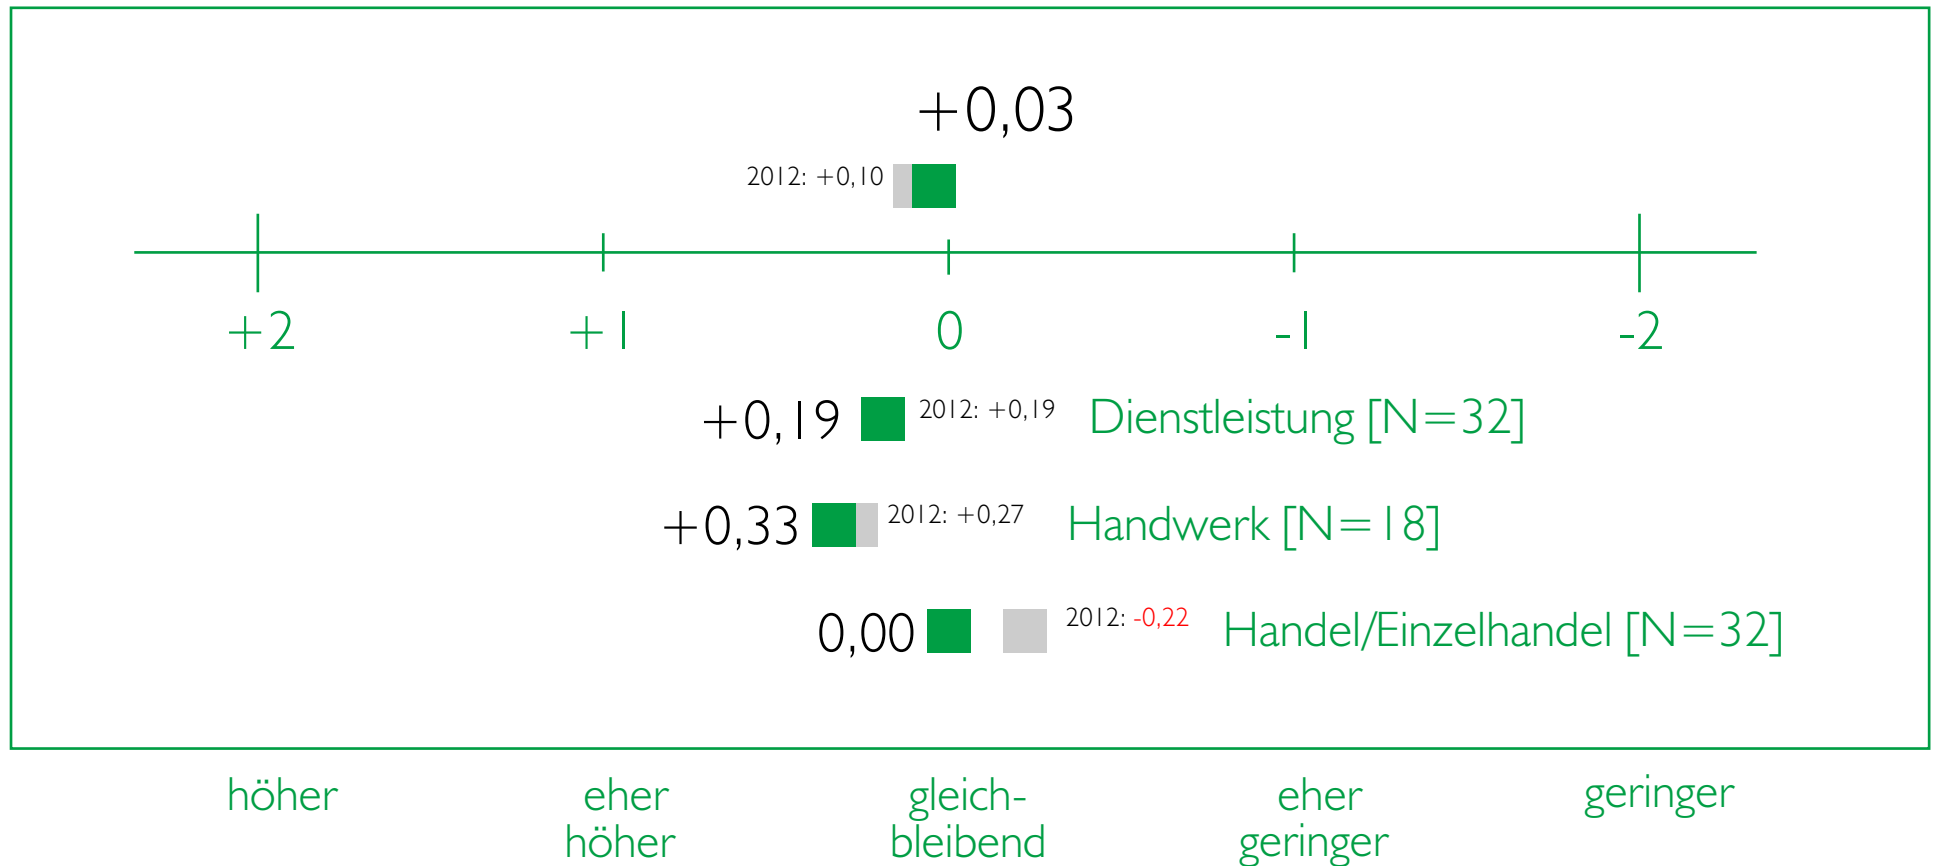 +0,03
2012: +0,10
+2 +1 0 -1 -2
+0,19 2012: +0,19 Dienstleistung [N=32]
+0,33 2012: +0,27 Handwerk [N=18]
0,00 2012: -0,22 Handel/Einzelhandel [N=32]
höher eher gleich- eher geringer
höher bleibend geringer